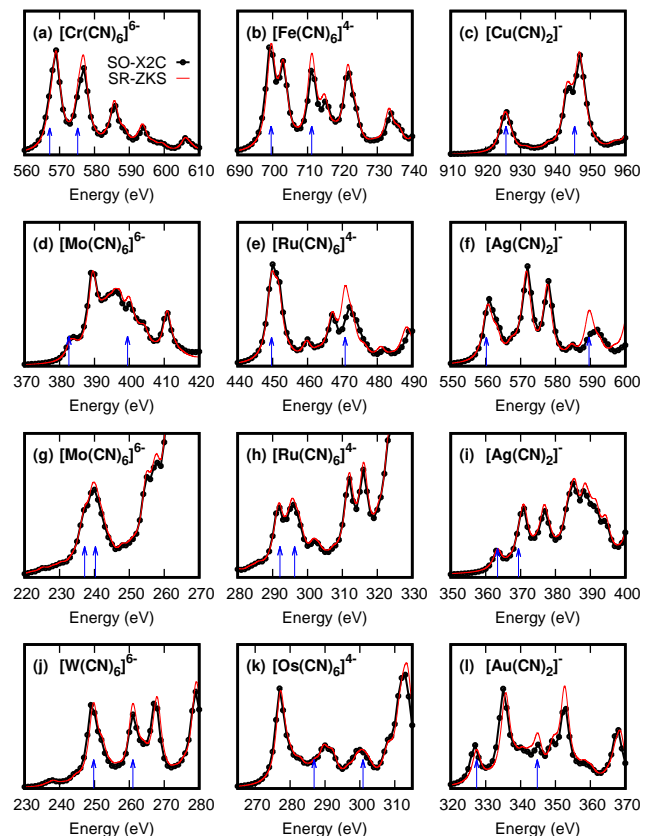 (a) [Cr(CN)6]6-
SO-X2C
SR-ZKS
560 570 580 590 600 610
Energy (eV)
(b) [Fe(CN)6]4-
690 700 710 720 730 740
Energy (eV)
(c) [Cu(CN)2]-
910 920 930 940 950 960
Energy (eV)
(d) [Mo(CN)6]6-
370 380 390 400 410 420
Energy (eV)
(e) [Ru(CN)6]4-
440 450 460 470 480 490
Energy (eV)
(f) [Ag(CN)2]-
550 560 570 580 590 600
Energy (eV)
(g) [Mo(CN)6]6-
220 230 240 250 260 270
Energy (eV)
(h) [Ru(CN)6]4-
280 290 300 310 320 330
Energy (eV)
(i) [Ag(CN)2]-
350 360 370 380 390 400
Energy (eV)
(j) [W(CN)6]6-
230 240 250 260 270 280
Energy (eV)
(k) [Os(CN)6]4-
270 280 290 300 310
Energy (eV)
(l) [Au(CN)2]-
320 330 340 350 360 370
Energy (eV)